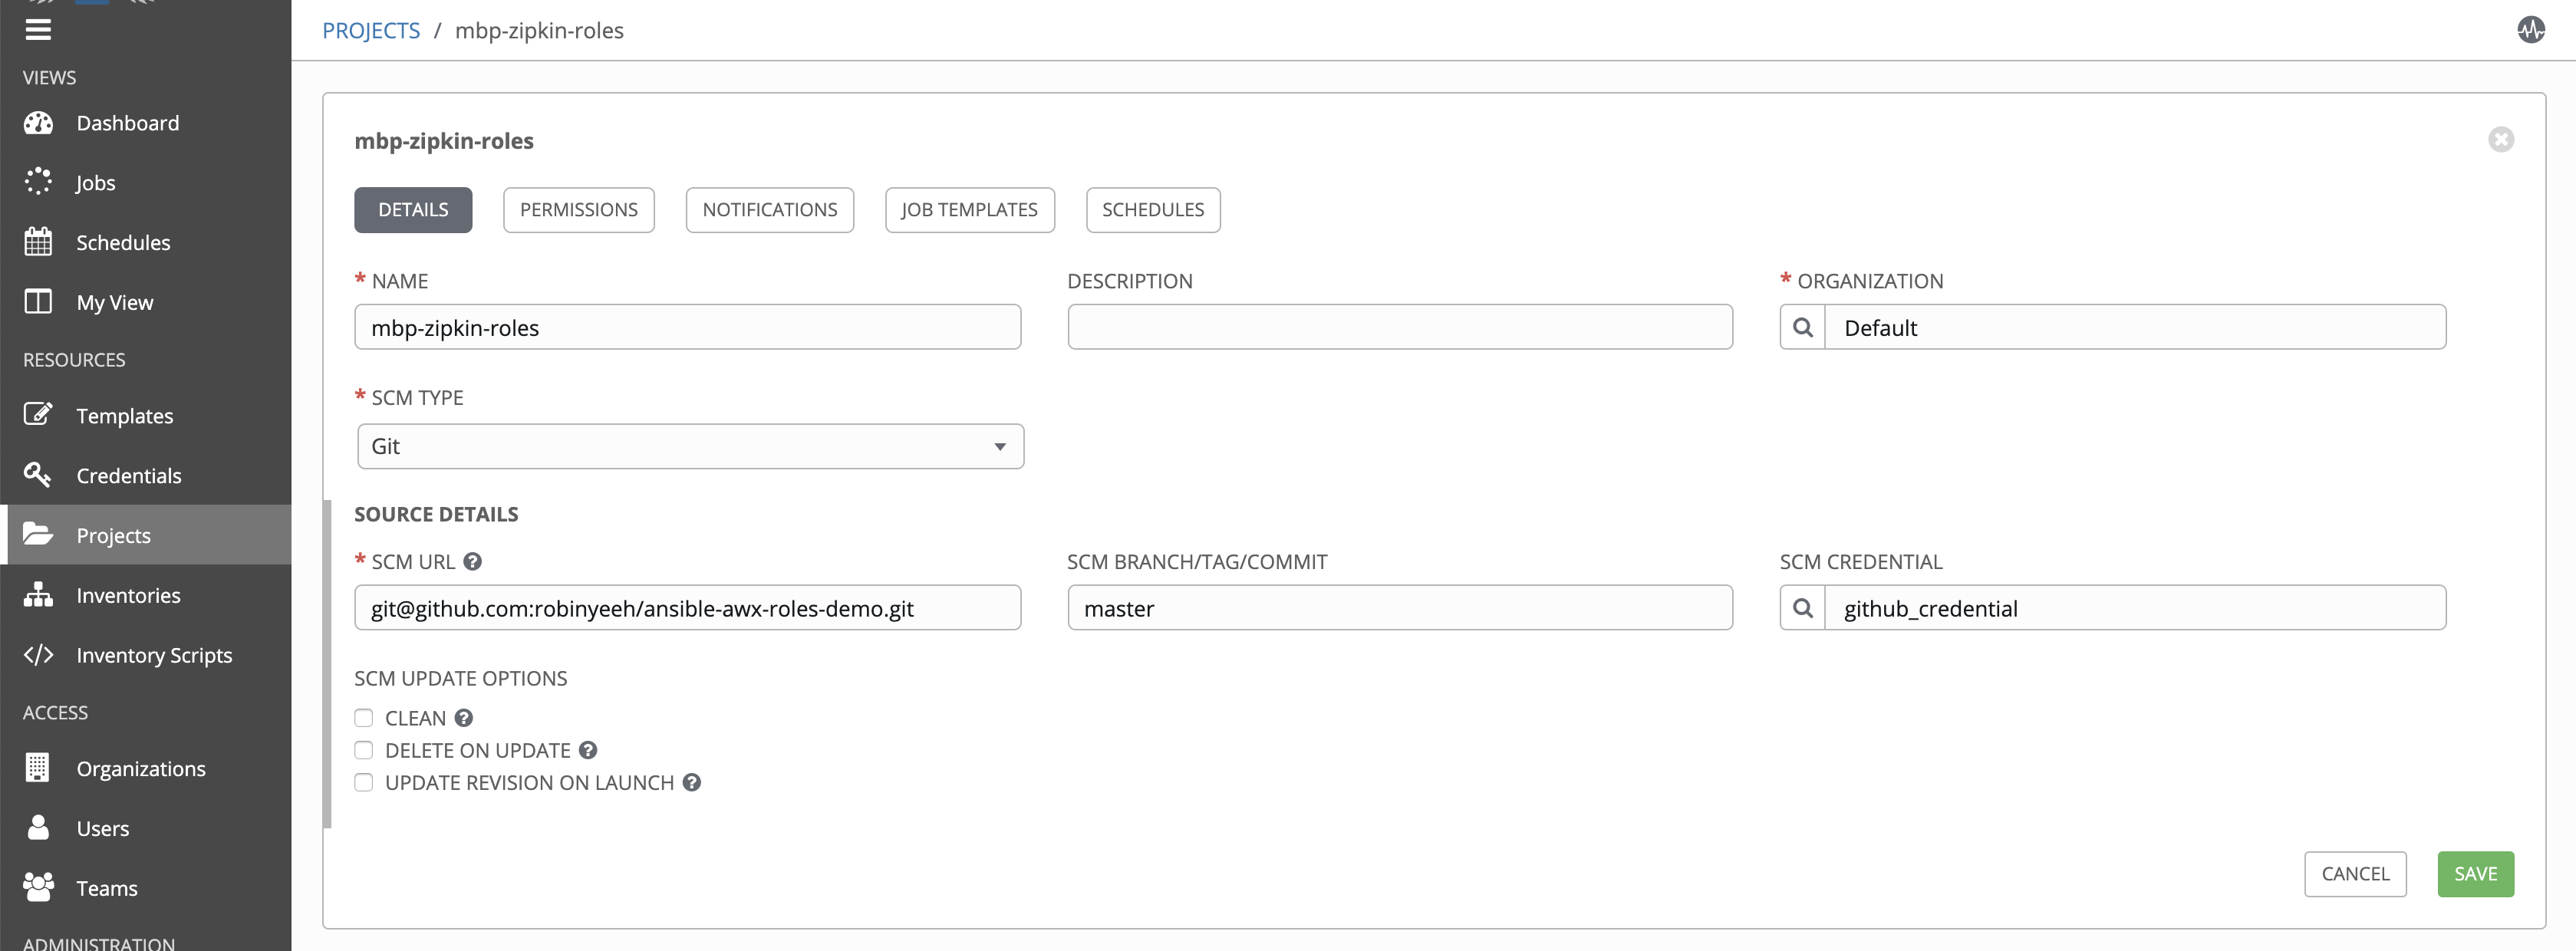 PROJECTS / mbp-zipkin-roles
VIEWS
Dashboard
Jobs
Schedules
My View
RESOURCES
Templates
Credentials
Projects
Inventories
Inventory Scripts
ACCESS
Organizations
Users
Teams
ADMINISTRATION
mbp-zipkin-roles
DETAILS PERMISSIONS NOTIFICATIONS JOB TEMPLATES SCHEDULES
* NAME DESCRIPTION * ORGANIZATION
mbp-zipkin-roles Default
* SCM TYPE
Git
SOURCE DETAILS
* SCM URL ? SCM BRANCH/TAG/COMMIT SCM CREDENTIAL
git@github.com:robinyeeh/ansible-awx-roles-demo.git master github_credential
SCM UPDATE OPTIONS
CLEAN ?
DELETE ON UPDATE ?
UPDATE REVISION ON LAUNCH ?
CANCEL SAVE